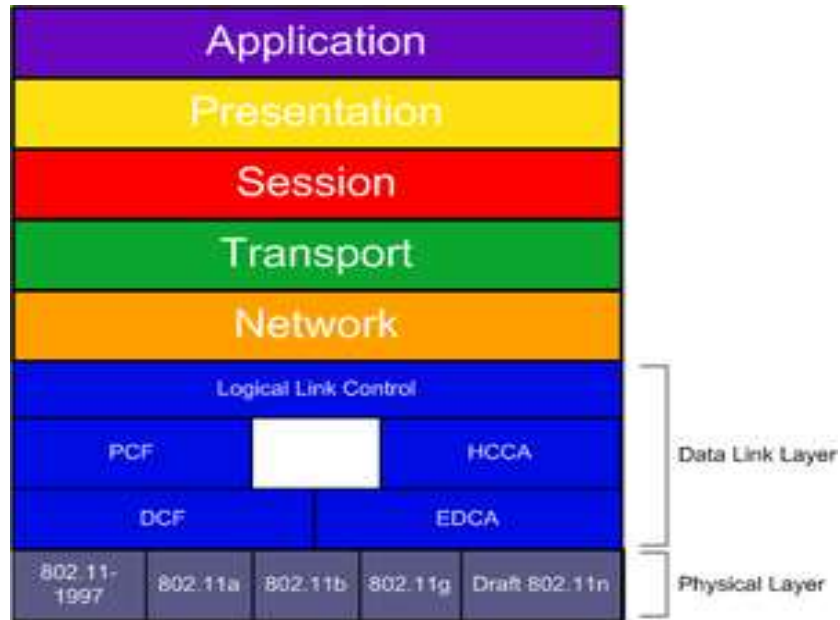 Application
Presentation
Session
Transport
Network
Logical Link Control
PCF
HCCA
Data Link Layer
DCF
EDCA
802.11-
1997
802.11a
802.11b
802.11g
Draft 802.11n
Physical Layer